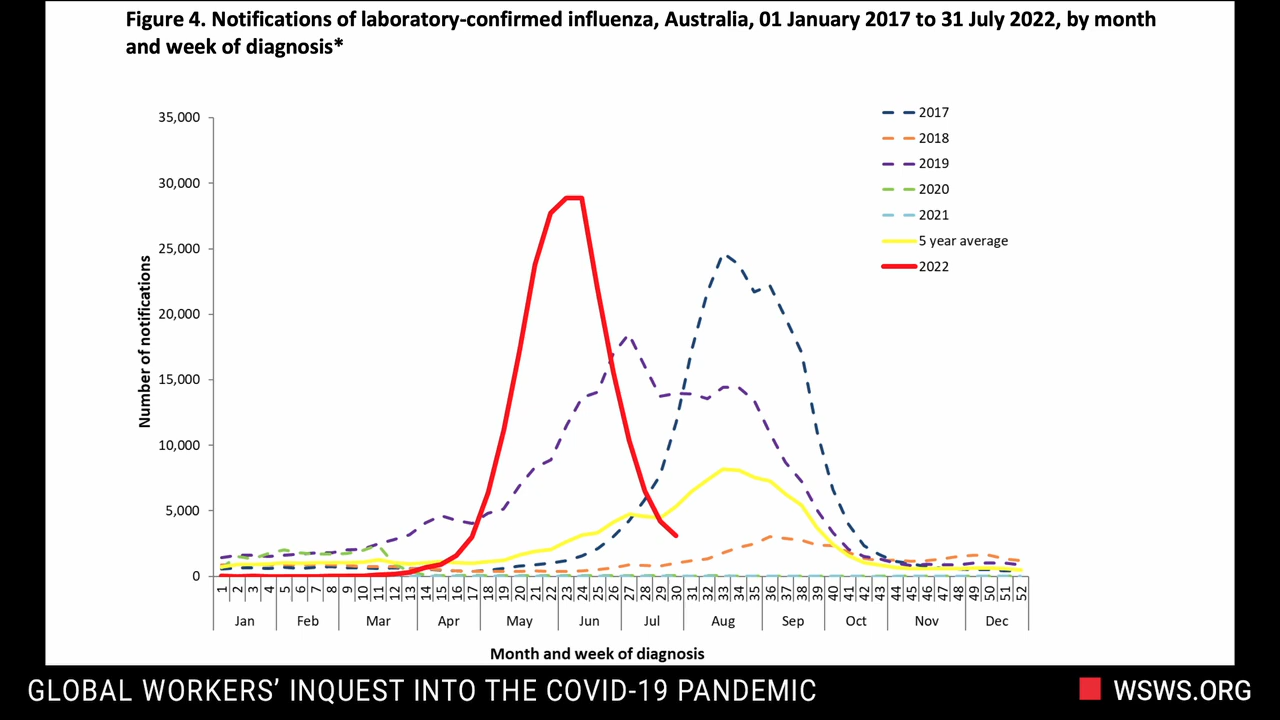 Figure 4. Notifications of laboratory-confirmed influenza, Australia, 01 January 2017 to 31 July 2022, by month
and week of diagnosis*
35,000
30,000
25,000
20,000
15,000
10,000
5,000
0
Number of notifications
2017
2018
2019
2020
2021
5 year average
2022
1 2 3 4 5 6 7 8 9 10 11 12 13 14 15 16 17 18 19 20 21 22 23 24 25 26 27 28 29 30 31 32 33 34 35 36 37 38 39 40 41 42 43 44 45 46 47 48 49 50 51 52
Jan Feb Mar Apr May Jun Jul Aug Sep Oct Nov Dec
Month and week of diagnosis
GLOBAL WORKERS’ INQUEST INTO THE COVID-19 PANDEMIC
WSWS.ORG